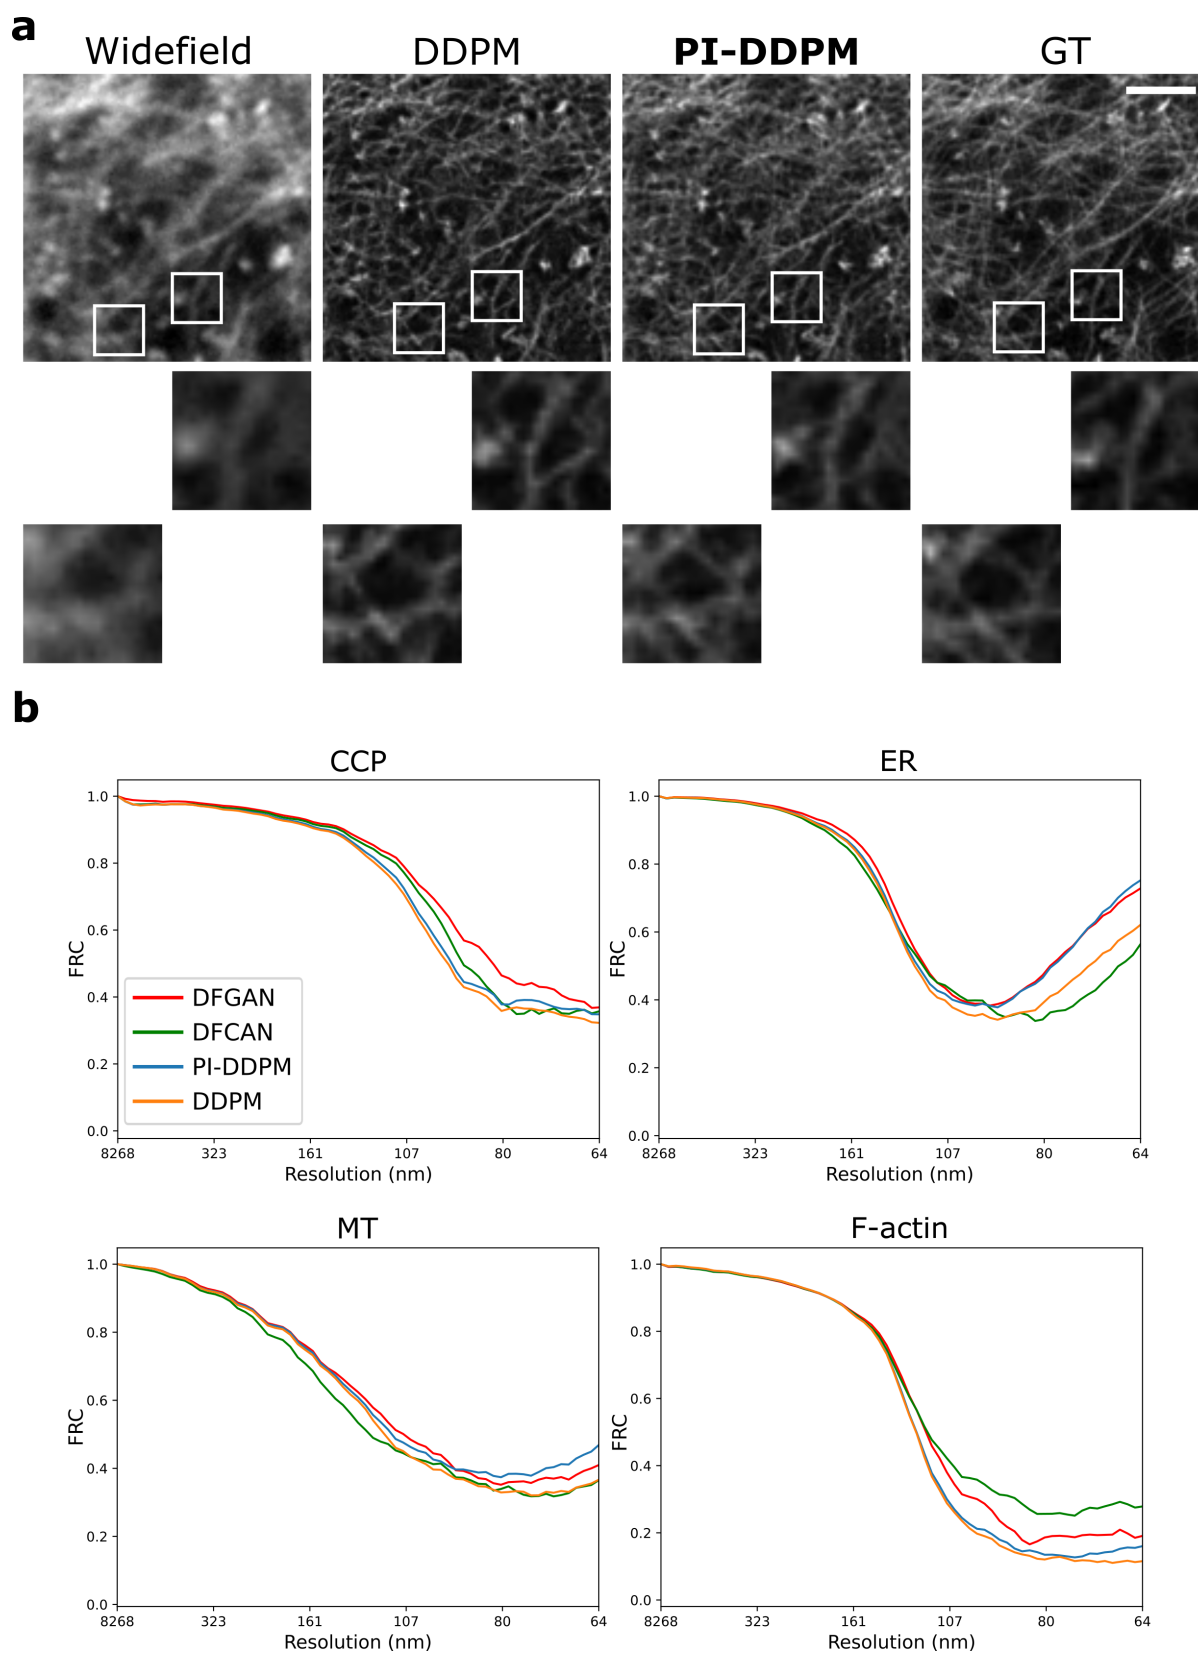 a
Widefield DDPM PI-DDPM GT
b
CCP
1.0
0.8
0.6
0.4
0.2
0.0
FRC
DFGAN
DFCAN
PI-DDPM
DDPM
8268 323 161 107 80 64
Resolution (nm)
ER
1.0
0.8
0.6
0.4
0.2
0.0
FRC
8268 323 161 107 80 64
Resolution (nm)
MT
1.0
0.8
0.6
0.4
0.2
0.0
FRC
8268 323 161 107 80 64
Resolution (nm)
F-actin
1.0
0.8
0.6
0.4
0.2
0.0
FRC
8268 323 161 107 80 64
Resolution (nm)